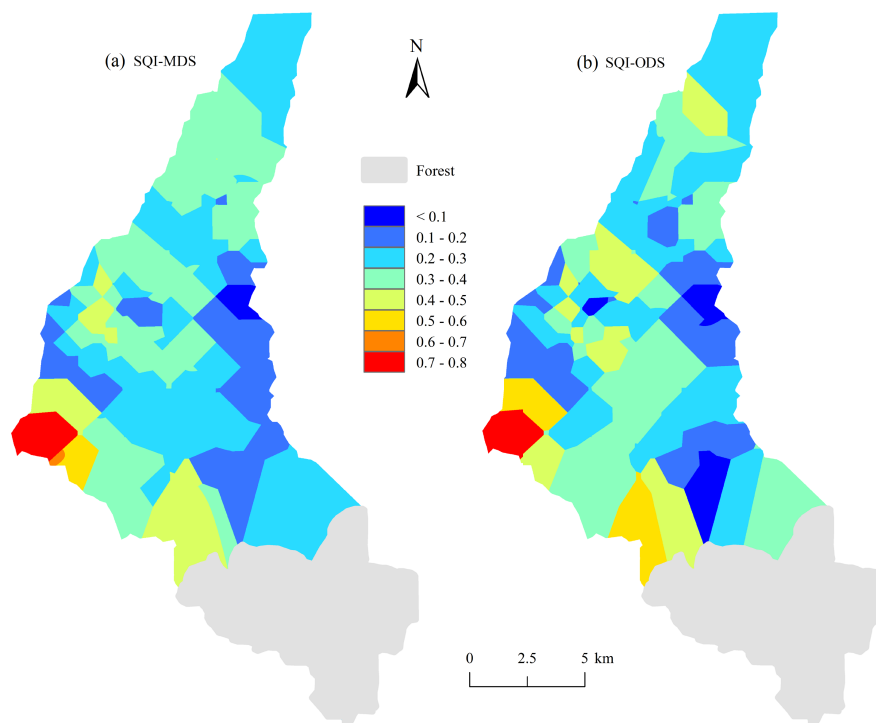 (a) SQI-MDS
N
(b) SQI-ODS
Forest
< 0.1
0.1 - 0.2
0.2 - 0.3
0.3 - 0.4
0.4 - 0.5
0.5 - 0.6
0.6 - 0.7
0.7 - 0.8
0 2.5 5 km